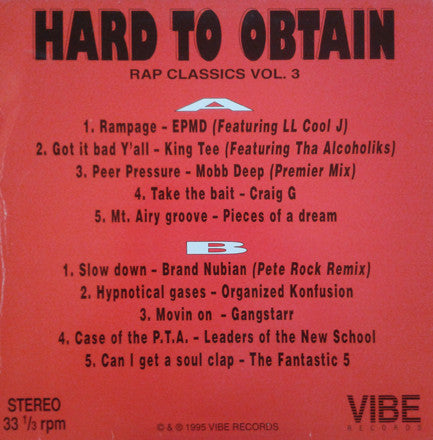 HARD TO OBTAIN
RAP CLASSICS VOL. 3
A
1. Rampage – EPMD (Featuring LL Cool J)
2. Got it bad Y'all – King Tee (Featuring Tha Alcoholiks)
3. Peer Pressure – Mobb Deep (Premier Mix)
4. Take the bait – Craig G
5. Mt. Airy groove – Pieces of a dream
B
1. Slow down – Brand Nubian (Pete Rock Remix)
2. Hypnotical gases – Organized Konfusion
3. Movin on – Gangstarr
4. Case of the P.T.A. – Leaders of the New School
5. Can I get a soul clap – The Fantastic 5
STEREO
33 1/3 rpm
© & ® 1995 VIBE RECORDS
VIBE
RECORDS